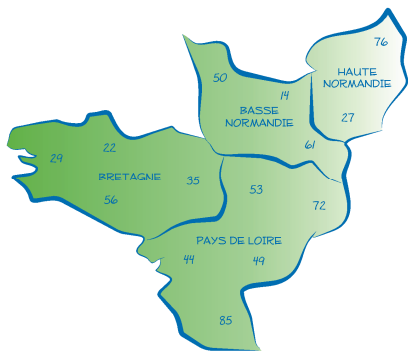 76
50
HAUTE
NORMANDIE
14
BASSE
NORMANDIE
27
61
22
29
BRETAGNE
35
53
56
72
PAYS DE LOIRE
44
49
85